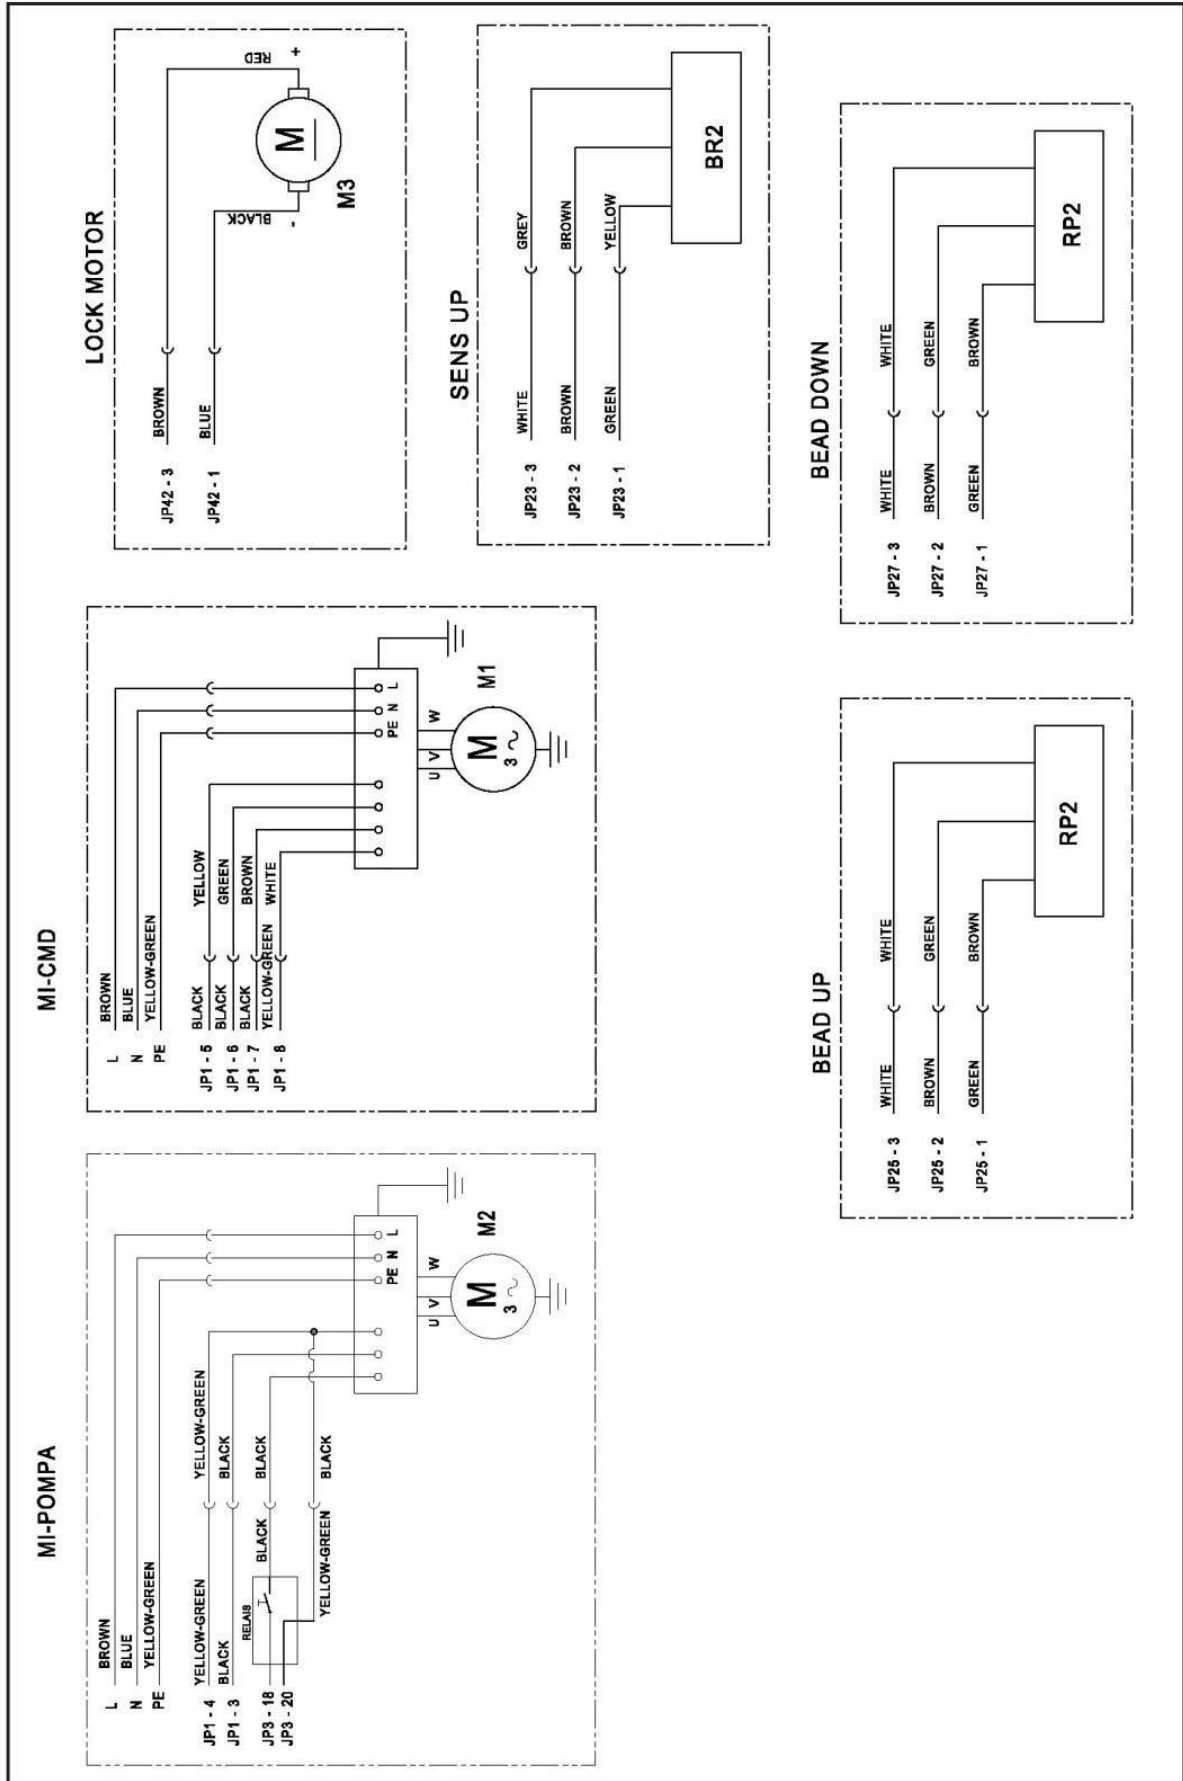 MI-POMPA
L BROWN
N BLUE
PE YELLOW-GREEN
JP1 - 4 YELLOW-GREEN YELLOW-GREEN
JP1 - 3 BLACK BLACK
RELAIS
JP3 - 18 BLACK BLACK
JP3 - 20 YELLOW-GREEN BLACK
PE N L
U V W
M
3 ~
M2
MI-CMD
L BROWN
N BLUE
PE YELLOW-GREEN
JP1 - 5 BLACK YELLOW
JP1 - 6 BLACK GREEN
JP1 - 7 BLACK BROWN
JP1 - 8 YELLOW-GREEN WHITE
PE N L
U V W
M
3 ~
M1
LOCK MOTOR
JP42 - 3 BROWN RED +
JP42 - 1 BLUE BLACK -
M
M3
SENS UP
JP23 - 3 WHITE GREY
JP23 - 2 BROWN BROWN
JP23 - 1 GREEN YELLOW
BR2
BEAD UP
JP25 - 3 WHITE WHITE
JP25 - 2 BROWN GREEN
JP25 - 1 GREEN BROWN
RP2
BEAD DOWN
JP27 - 3 WHITE WHITE
JP27 - 2 BROWN GREEN
JP27 - 1 GREEN BROWN
RP2